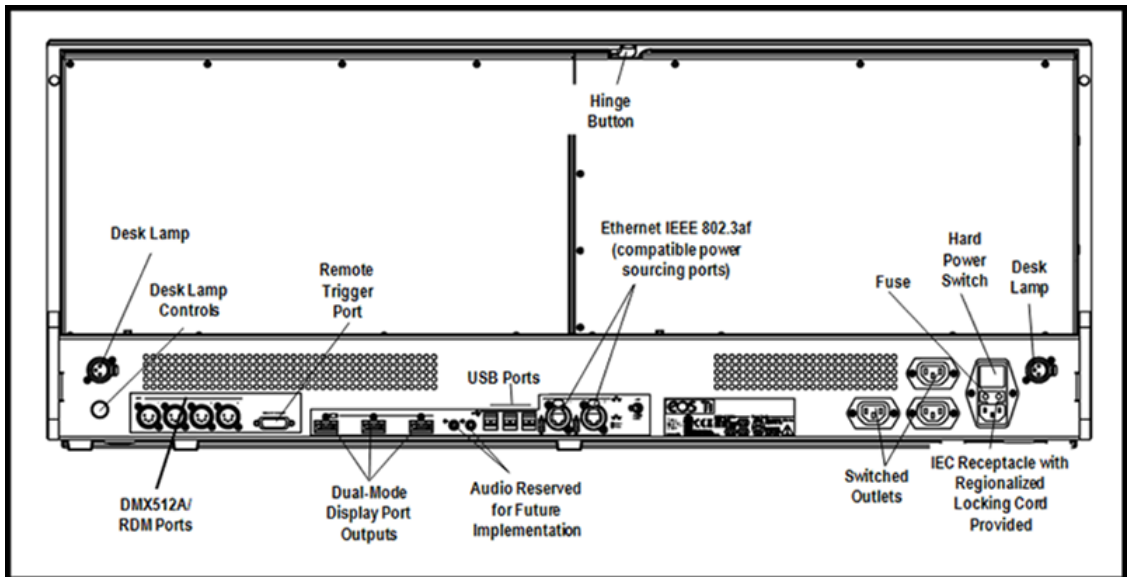 Hinge
Button
Desk Lamp
Desk Lamp
Controls
Remote
Trigger
Port
Ethernet IEEE 802.3af
(compatible power
sourcing ports)
Fuse
Hard
Power
Switch
Desk
Lamp
USB Ports
eos Ti
DMX512A/
RDM Ports
Dual-Mode
Display Port
Outputs
Audio Reserved
for Future
Implementation
Switched
Outlets
IEC Receptacle with
Regionalized
Locking Cord
Provided